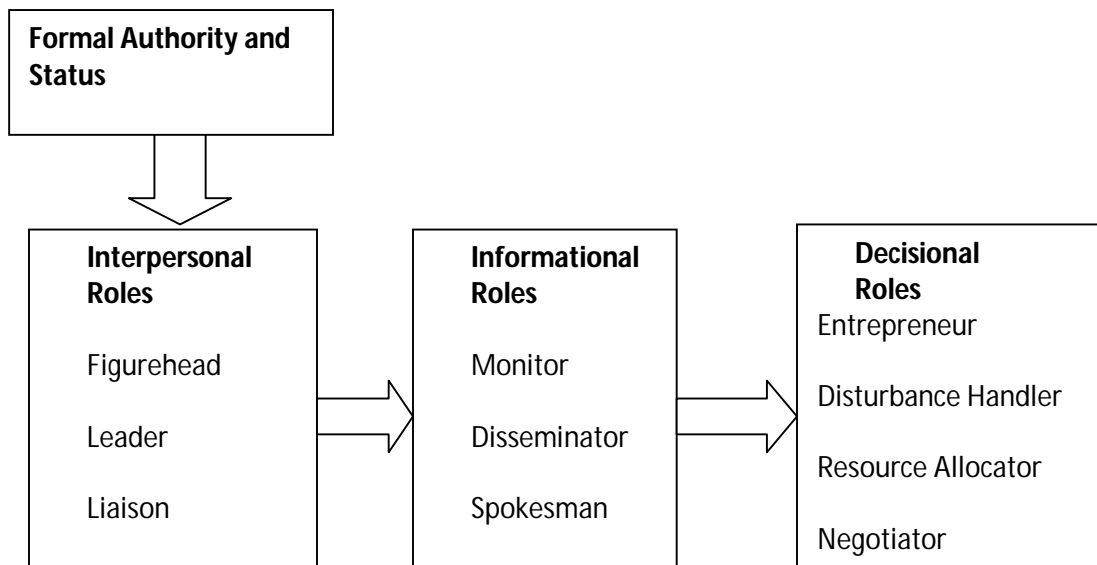 Formal Authority and
Status
Interpersonal
Roles
Figurehead
Leader
Liaison
Informational
Roles
Monitor
Disseminator
Spokesman
Decisional
Roles
Entrepreneur
Disturbance Handler
Resource Allocator
Negotiator